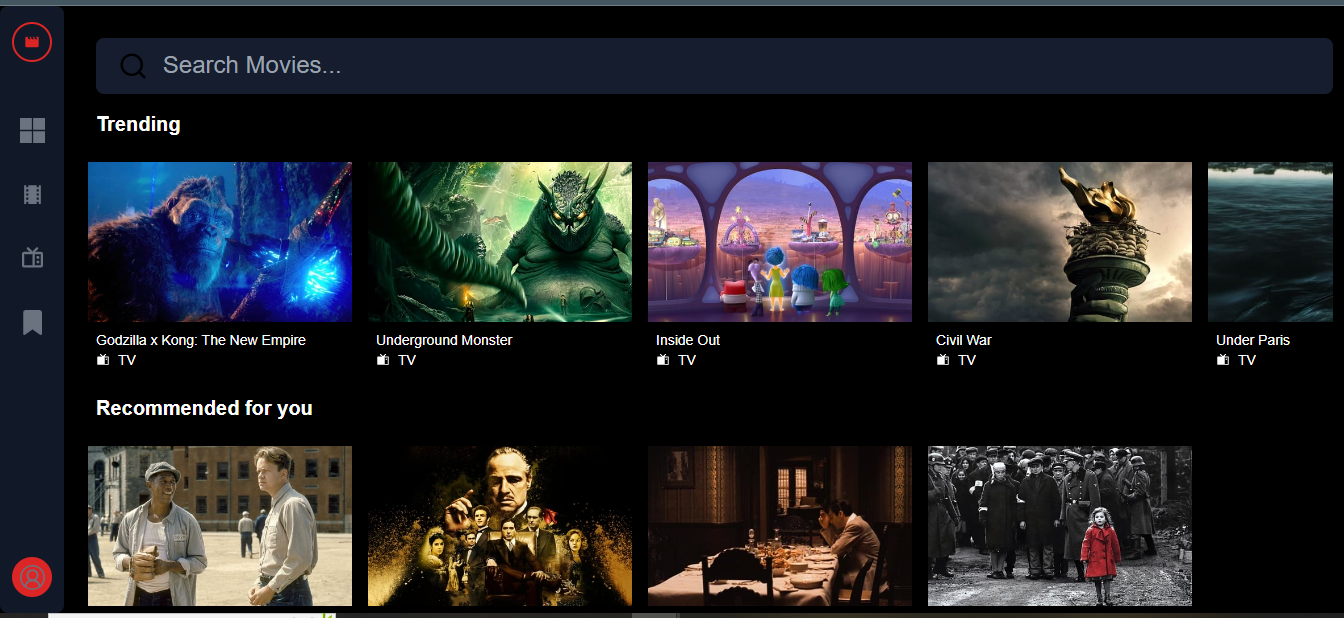 Search Movies...
Trending
Godzilla x Kong: The New Empire
TV
Underground Monster
TV
Inside Out
TV
Civil War
TV
Under Paris
TV
Recommended for you